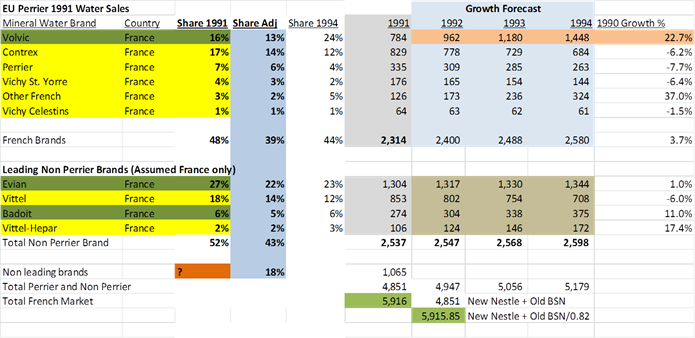 EU Perrier 1991 Water Sales Growth Forecast
Mineral Water Brand Country Share 1991 Share Adj Share 1994 1991 1992 1993 1994 1990 Growth %
Volvic France 16% 13% 24% 784 962 1,180 1,448 22.7%
Contrex France 17% 14% 12% 829 778 729 684 -6.2%
Perrier France 7% 6% 4% 335 309 285 263 -7.7%
Vichy St. Yorre France 4% 3% 2% 176 165 154 144 -6.4%
Other French France 3% 2% 5% 126 173 236 324 37.0%
Vichy Celestins France 1% 1% 1% 64 63 62 61 -1.5%
French Brands 48% 39% 44% 2,314 2,400 2,488 2,580 3.7%
Leading Non Perrier Brands (Assumed France only)
Evian France 27% 22% 23% 1,304 1,317 1,330 1,344 1.0%
Vittel France 18% 14% 12% 853 802 754 708 -6.0%
Badoit France 6% 5% 6% 274 304 338 375 11.0%
Vittel-Hepar France 2% 2% 3% 106 124 146 172 17.4%
Total Non Perrier Brand 52% 43% 2,537 2,547 2,568 2,598
Non leading brands ? 18% 1,065
Total Perrier and Non Perrier 4,851 4,947 5,056 5,179
Total French Market 5,916 4,851 New Nestle + Old BSN
5,915.85 New Nestle + Old BSN/0.82